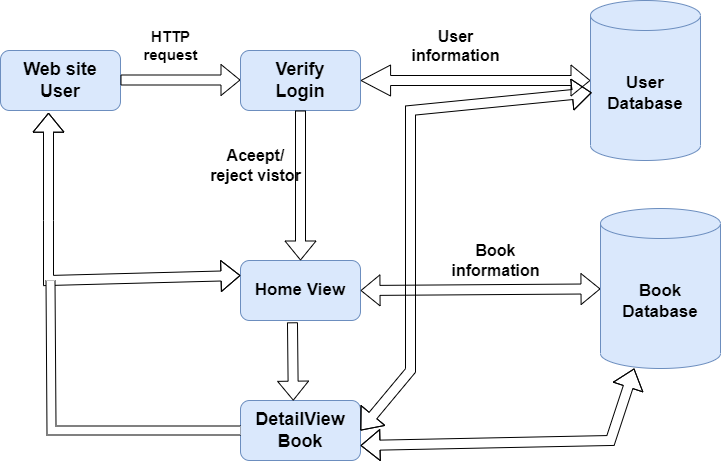 HTTP
request
User
information
Web site
User
Verify
Login
User
Database
Aceept/
reject vistor
Book
information
Home View
Book
Database
DetailView
Book